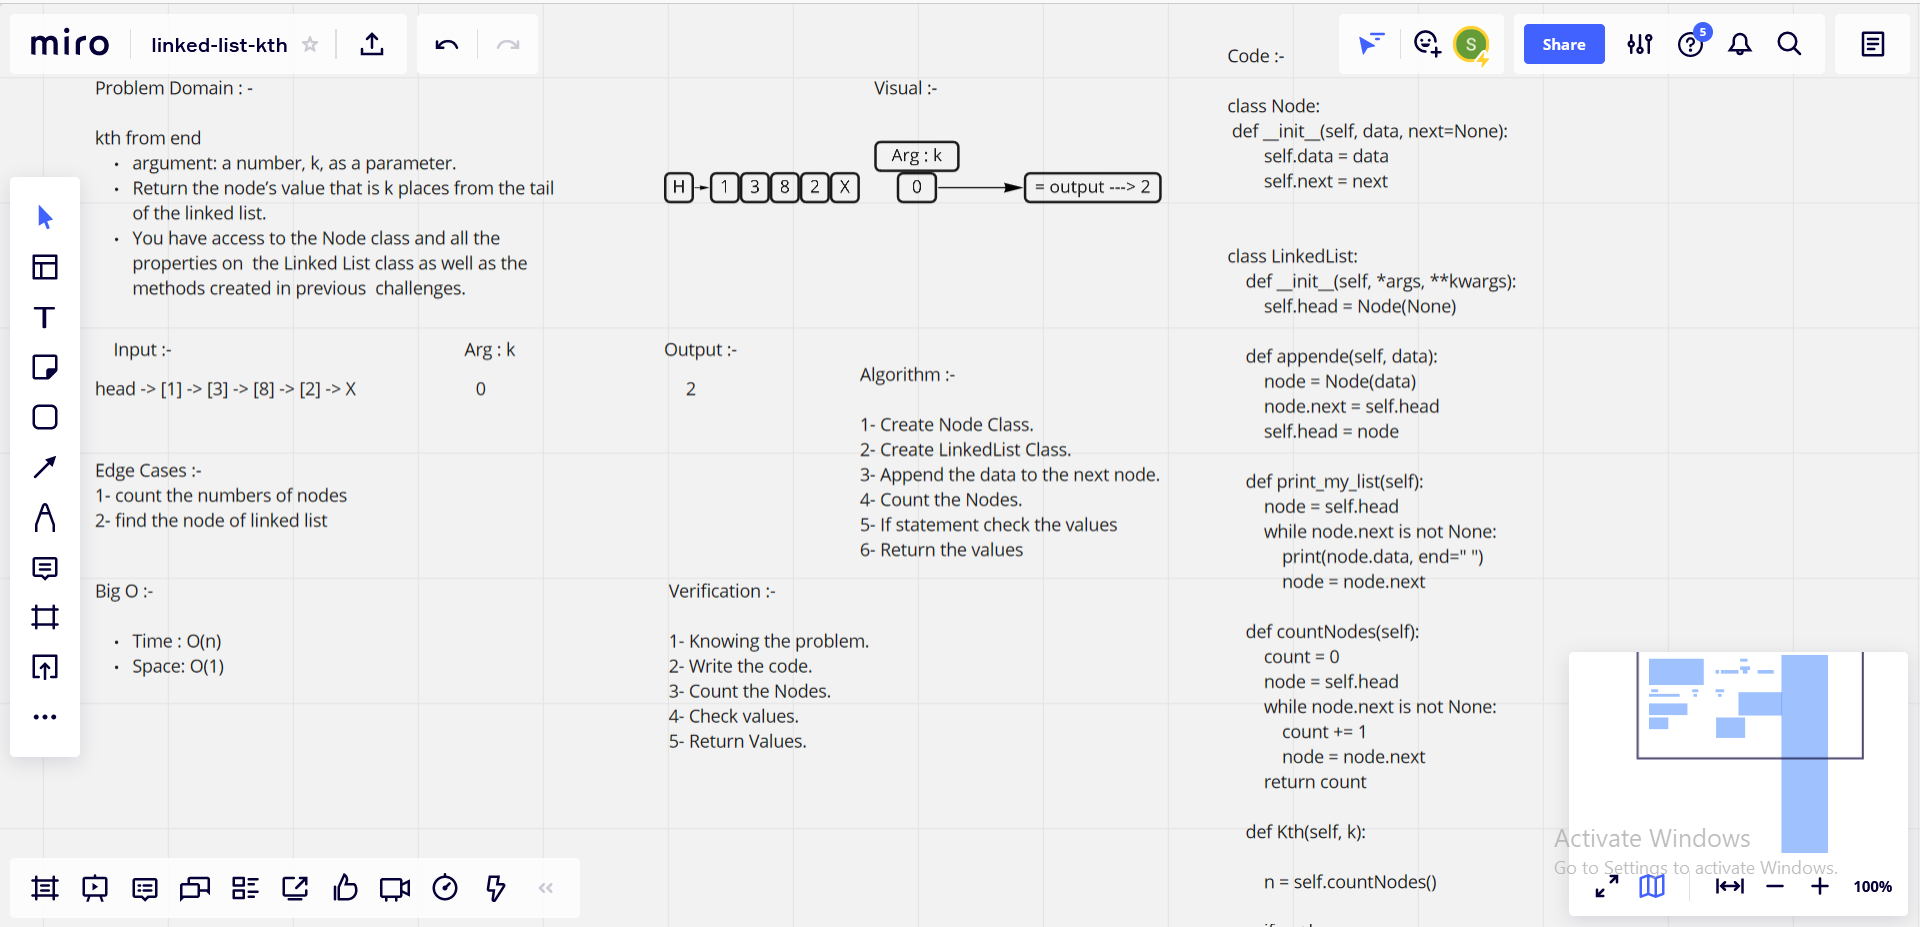 miro
linked-list-kth
S
Share
5
Problem Domain : -
kth from end
• argument: a number, k, as a parameter.
• Return the node’s value that is k places from the tail
of the linked list.
• You have access to the Node class and all the
properties on  the Linked List class as well as the
methods created in previous  challenges.
Input :-
Arg : k
Output :-
head -> [1] -> [3] -> [8] -> [2] -> X
0
2
Edge Cases :-
1- count the numbers of nodes
2- find the node of linked list
Big O :-
• Time : O(n)
• Space: O(1)
Visual :-
Arg : k
H 1 3 8 2 X
0
= output ---> 2
Algorithm :-
1- Create Node Class.
2- Create LinkedList Class.
3- Append the data to the next node.
4- Count the Nodes.
5- If statement check the values
6- Return the values
Verification :-
1- Knowing the problem.
2- Write the code.
3- Count the Nodes.
4- Check values.
5- Return Values.
Code :-
class Node:
def __init__(self, data, next=None):
self.data = data
self.next = next
class LinkedList:
def __init__(self, *args, **kwargs):
self.head = Node(None)
def appende(self, data):
node = Node(data)
node.next = self.head
self.head = node
def print_my_list(self):
node = self.head
while node.next is not None:
print(node.data, end=" ")
node = node.next
def countNodes(self):
count = 0
node = self.head
while node.next is not None:
count += 1
node = node.next
return count
def Kth(self, k):
n = self.countNodes()
Activate Windows
Go to Settings to activate Windows.
100%